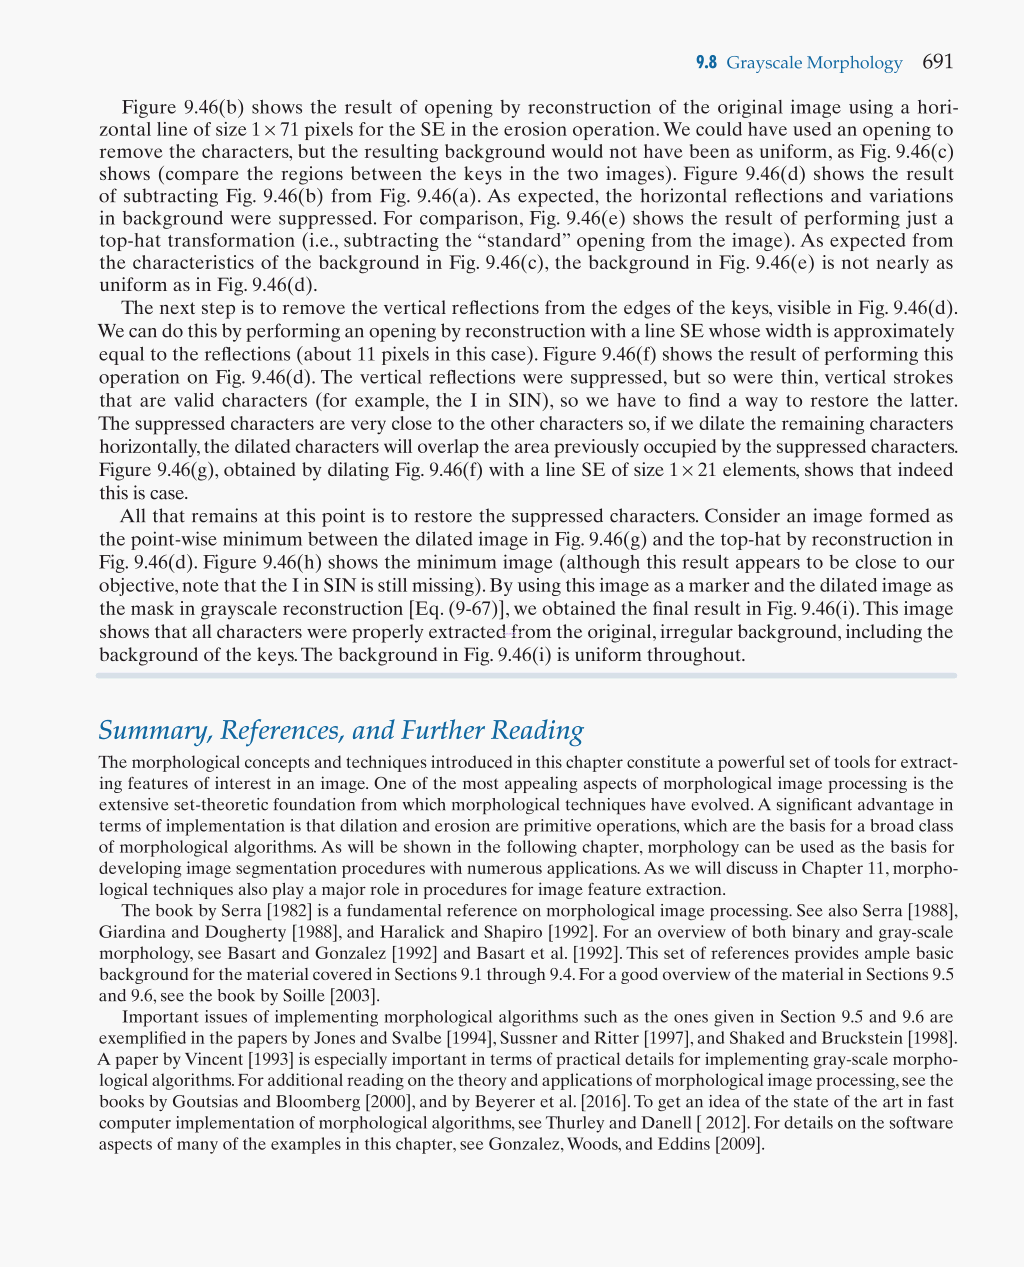 9.8 Grayscale Morphology 691
Figure 9.46(b) shows the result of opening by reconstruction of the original image using a hori-
zontal line of size 1 × 71 pixels for the SE in the erosion operation. We could have used an opening to
remove the characters, but the resulting background would not have been as uniform, as Fig. 9.46(c)
shows (compare the regions between the keys in the two images). Figure 9.46(d) shows the result
of subtracting Fig. 9.46(b) from Fig. 9.46(a). As expected, the horizontal reflections and variations
in background were suppressed. For comparison, Fig. 9.46(e) shows the result of performing just a
top-hat transformation (i.e., subtracting the “standard” opening from the image). As expected from
the characteristics of the background in Fig. 9.46(c), the background in Fig. 9.46(e) is not nearly as
uniform as in Fig. 9.46(d).
The next step is to remove the vertical reflections from the edges of the keys, visible in Fig. 9.46(d).
We can do this by performing an opening by reconstruction with a line SE whose width is approximately
equal to the reflections (about 11 pixels in this case). Figure 9.46(f) shows the result of performing this
operation on Fig. 9.46(d). The vertical reflections were suppressed, but so were thin, vertical strokes
that are valid characters (for example, the I in SIN), so we have to find a way to restore the latter.
The suppressed characters are very close to the other characters so, if we dilate the remaining characters
horizontally, the dilated characters will overlap the area previously occupied by the suppressed characters.
Figure 9.46(g), obtained by dilating Fig. 9.46(f) with a line SE of size 1 × 21 elements, shows that indeed
this is case.
All that remains at this point is to restore the suppressed characters. Consider an image formed as
the point-wise minimum between the dilated image in Fig. 9.46(g) and the top-hat by reconstruction in
Fig. 9.46(d). Figure 9.46(h) shows the minimum image (although this result appears to be close to our
objective, note that the I in SIN is still missing). By using this image as a marker and the dilated image as
the mask in grayscale reconstruction [Eq. (9-67)], we obtained the final result in Fig. 9.46(i). This image
shows that all characters were properly extracted from the original, irregular background, including the
background of the keys. The background in Fig. 9.46(i) is uniform throughout.
Summary, References, and Further Reading
The morphological concepts and techniques introduced in this chapter constitute a powerful set of tools for extract-
ing features of interest in an image. One of the most appealing aspects of morphological image processing is the
extensive set-theoretic foundation from which morphological techniques have evolved. A significant advantage in
terms of implementation is that dilation and erosion are primitive operations, which are the basis for a broad class
of morphological algorithms. As will be shown in the following chapter, morphology can be used as the basis for
developing image segmentation procedures with numerous applications. As we will discuss in Chapter 11, morpho-
logical techniques also play a major role in procedures for image feature extraction.
The book by Serra [1982] is a fundamental reference on morphological image processing. See also Serra [1988],
Giardina and Dougherty [1988], and Haralick and Shapiro [1992]. For an overview of both binary and gray-scale
morphology, see Basart and Gonzalez [1992] and Basart et al. [1992]. This set of references provides ample basic
background for the material covered in Sections 9.1 through 9.4. For a good overview of the material in Sections 9.5
and 9.6, see the book by Soille [2003].
Important issues of implementing morphological algorithms such as the ones given in Section 9.5 and 9.6 are
exemplified in the papers by Jones and Svalbe [1994], Sussner and Ritter [1997], and Shaked and Bruckstein [1998].
A paper by Vincent [1993] is especially important in terms of practical details for implementing gray-scale morpho-
logical algorithms. For additional reading on the theory and applications of morphological image processing, see the
books by Goutsias and Bloomberg [2000], and by Beyerer et al. [2016]. To get an idea of the state of the art in fast
computer implementation of morphological algorithms, see Thurley and Danell [ 2012]. For details on the software
aspects of many of the examples in this chapter, see Gonzalez, Woods, and Eddins [2009].